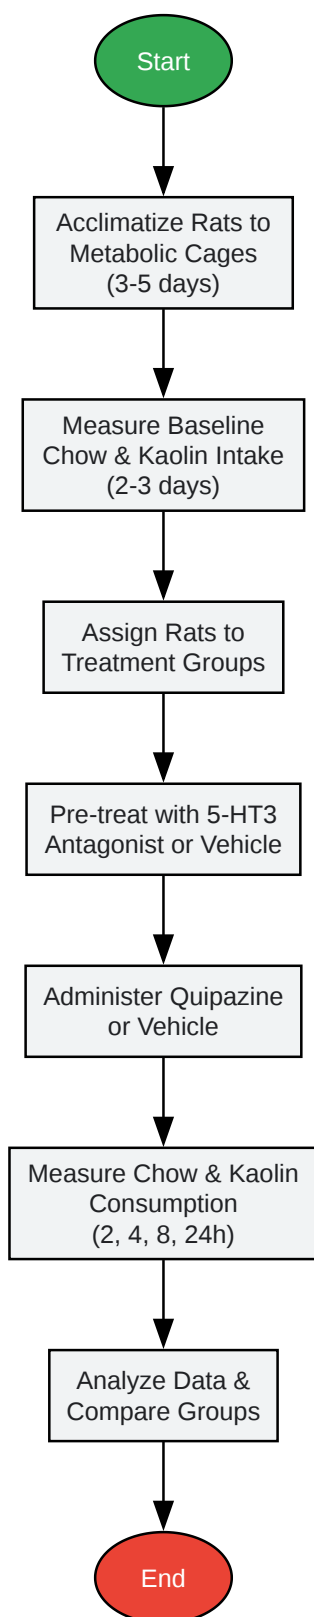 Start
Acclimatize Rats to
Metabolic Cages
(3-5 days)
Measure Baseline
Chow & Kaolin Intake
(2-3 days)
Assign Rats to
Treatment Groups
Pre-treat with 5-HT3
Antagonist or Vehicle
Administer Quipazine
or Vehicle
Measure Chow & Kaolin
Consumption
(2, 4, 8, 24h)
Analyze Data &
Compare Groups
End